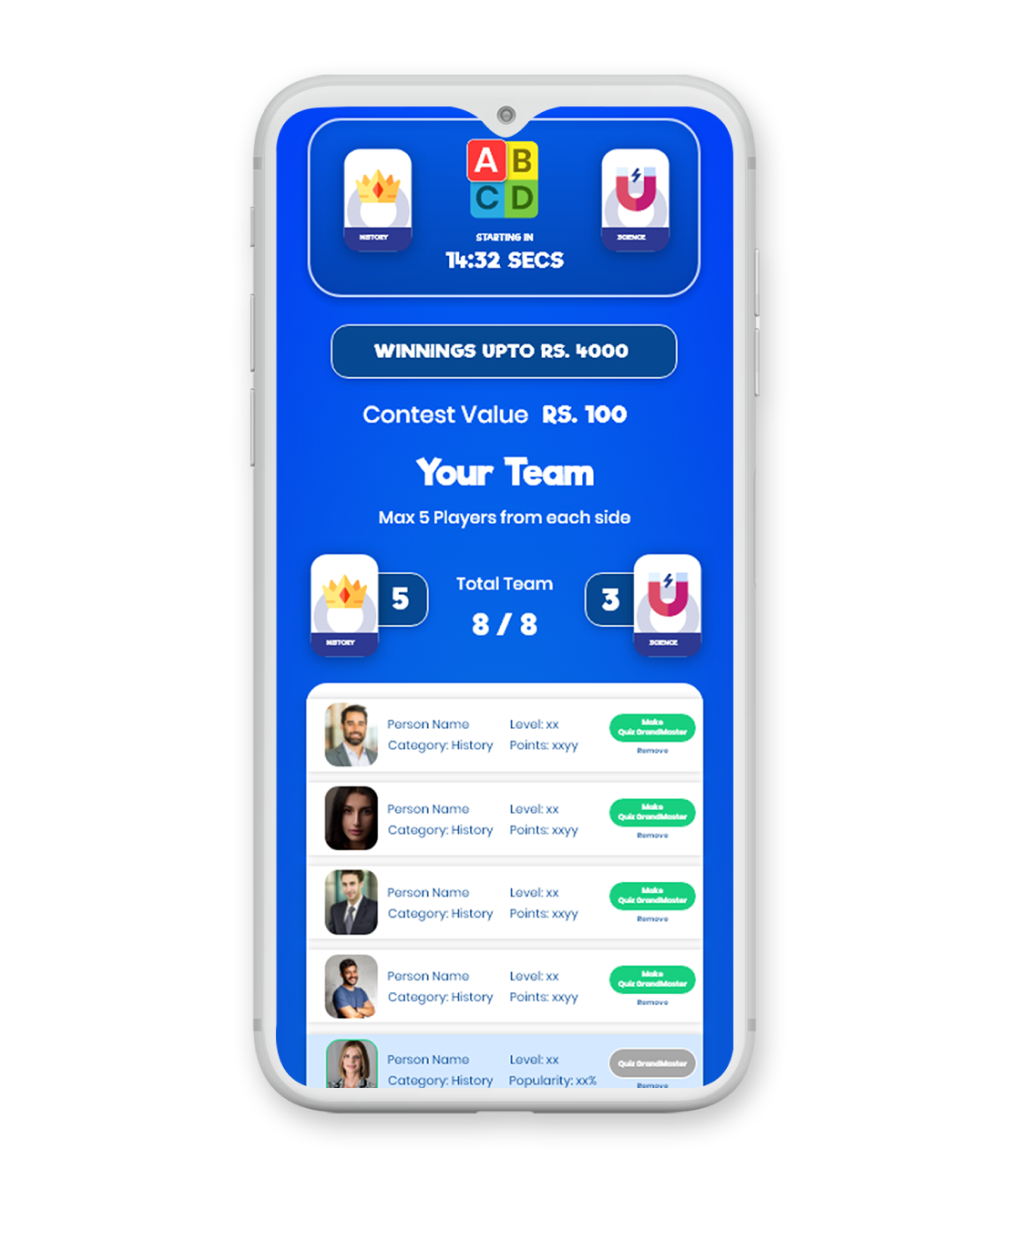 A B
C D
HISTORY
SCIENCE
STARTING IN
14:32 SECS
WINNINGS UPTO RS. 4000
Contest Value RS. 100
Your Team
Max 5 Players from each side
5
Total Team
8 / 8
3
HISTORY
SCIENCE
Person Name Level: xx
Category: History Points: xxyy
Make
Quiz GrandMaster
Remove
Person Name Level: xx
Category: History Points: xxyy
Make
Quiz GrandMaster
Remove
Person Name Level: xx
Category: History Points: xxyy
Make
Quiz GrandMaster
Remove
Person Name Level: xx
Category: History Points: xxyy
Make
Quiz GrandMaster
Remove
Person Name Level: xx
Category: History Popularity: xx%
Quiz GrandMaster
Remove